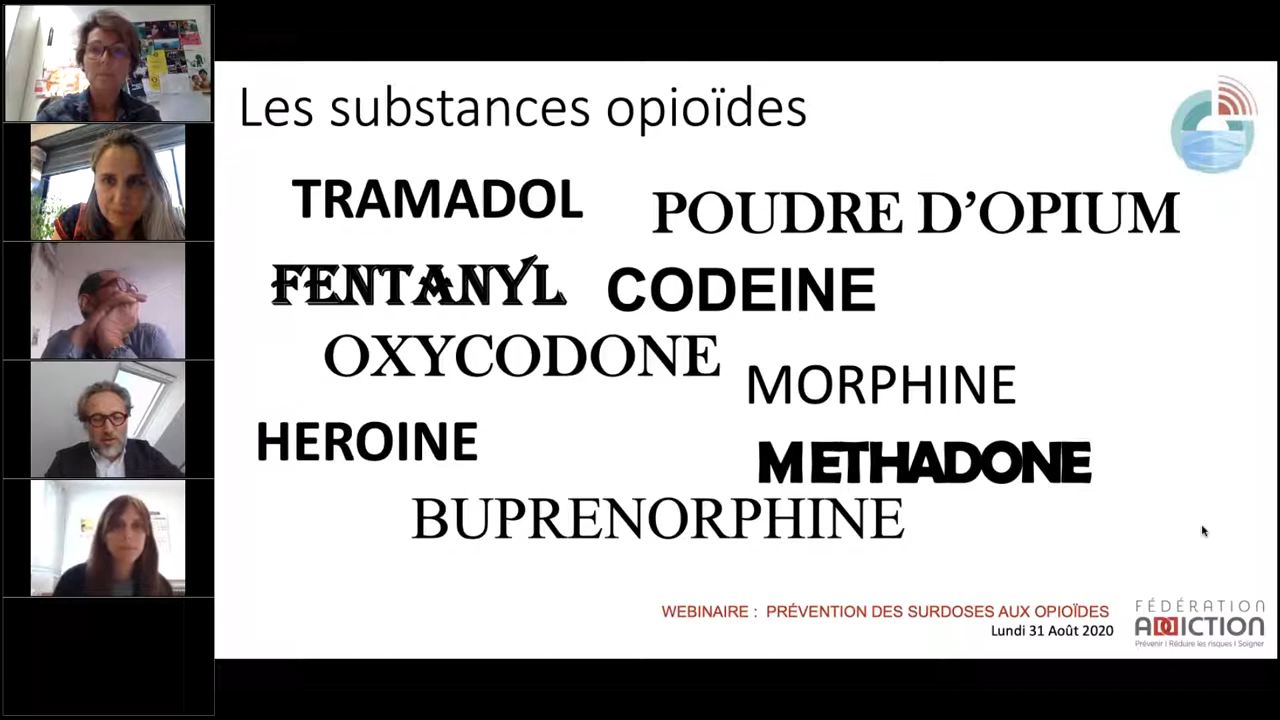 Les substances opioïdes
TRAMADOL
POUDRE D’OPIUM
FENTANYL
CODEINE
OXYCODONE
MORPHINE
HEROINE
METHADONE
BUPRENORPHINE
WEBINAIRE : PRÉVENTION DES SURDOSES AUX OPIOÏDES
Lundi 31 Août 2020
FÉDÉRATION
ADDICTION
Prévenir I Réduire les risques I Soigner